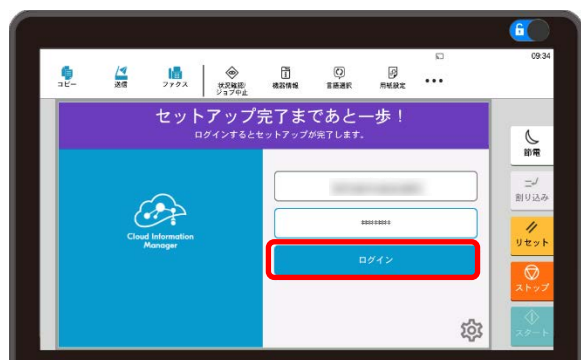 09:34
コピー
送信
ファクス
状況確認/
ジョブ中止
機器情報
言語選択
用紙設定
セットアップ完了まであと一歩！
ログインするとセットアップが完了します。
Cloud Information
Manager
********
ログイン
節電
割り込み
リセット
ストップ
スタート